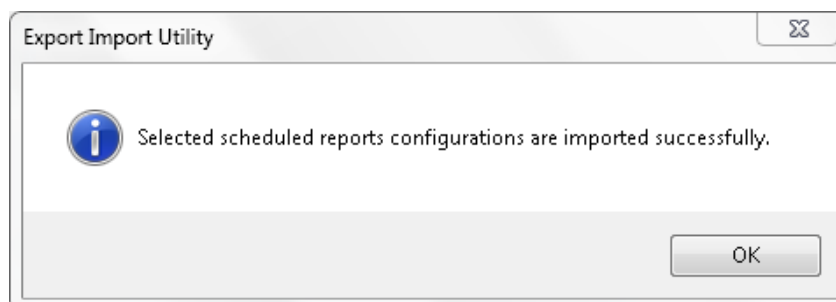 Export Import Utility
Selected scheduled reports configurations are imported successfully.
OK